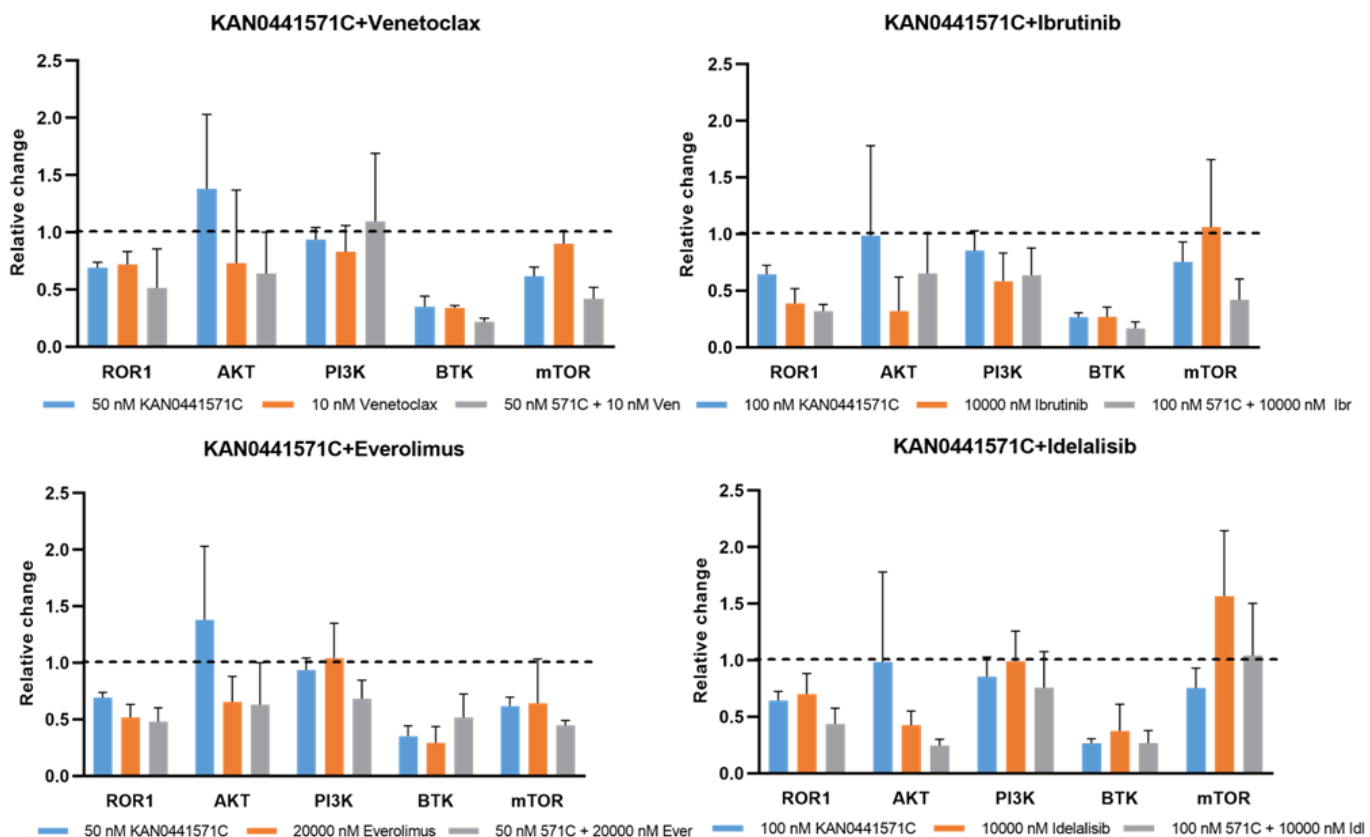 KAN0441571C+Venetoclax
Relative change
2.5
2.0
1.5
1.0
0.5
0.0
ROR1 AKT PI3K BTK mTOR
50 nM KAN0441571C 10 nM Venetoclax 50 nM 571C + 10 nM Ven
KAN0441571C+Ibrutinib
Relative change
2.5
2.0
1.5
1.0
0.5
0.0
ROR1 AKT PI3K BTK mTOR
100 nM KAN0441571C 10000 nM Ibrutinib 100 nM 571C + 10000 nM Ibr
KAN0441571C+Everolimus
Relative change
2.5
2.0
1.5
1.0
0.5
0.0
ROR1 AKT PI3K BTK mTOR
50 nM KAN0441571C 20000 nM Everolimus 50 nM 571C + 20000 nM Ever
KAN0441571C+Idelalisib
Relative change
2.5
2.0
1.5
1.0
0.5
0.0
ROR1 AKT PI3K BTK mTOR
100 nM KAN0441571C 10000 nM Idelalisib 100 nM 571C + 10000 nM Idl